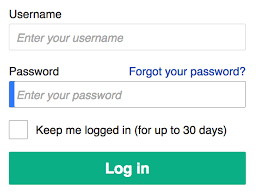 Username
Enter your username
Password Forgot your password?
Enter your password
Keep me logged in (for up to 30 days)
Log in